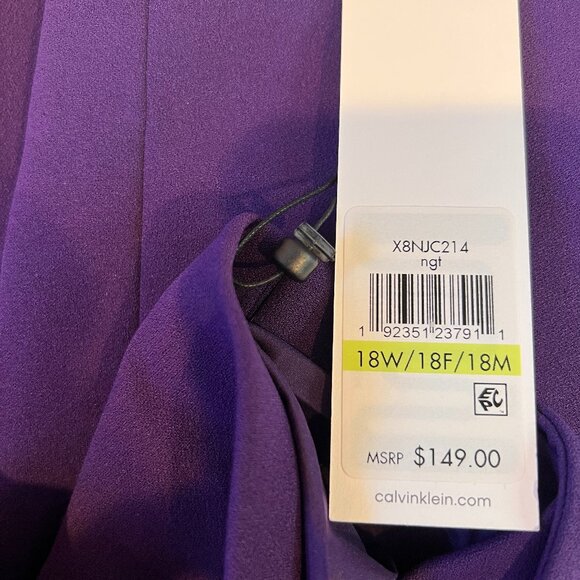 X8NJC214
ngt
1 92351 23791 1
18W/18F/18M
EPC
MSRP $149.00
calvinklein.com